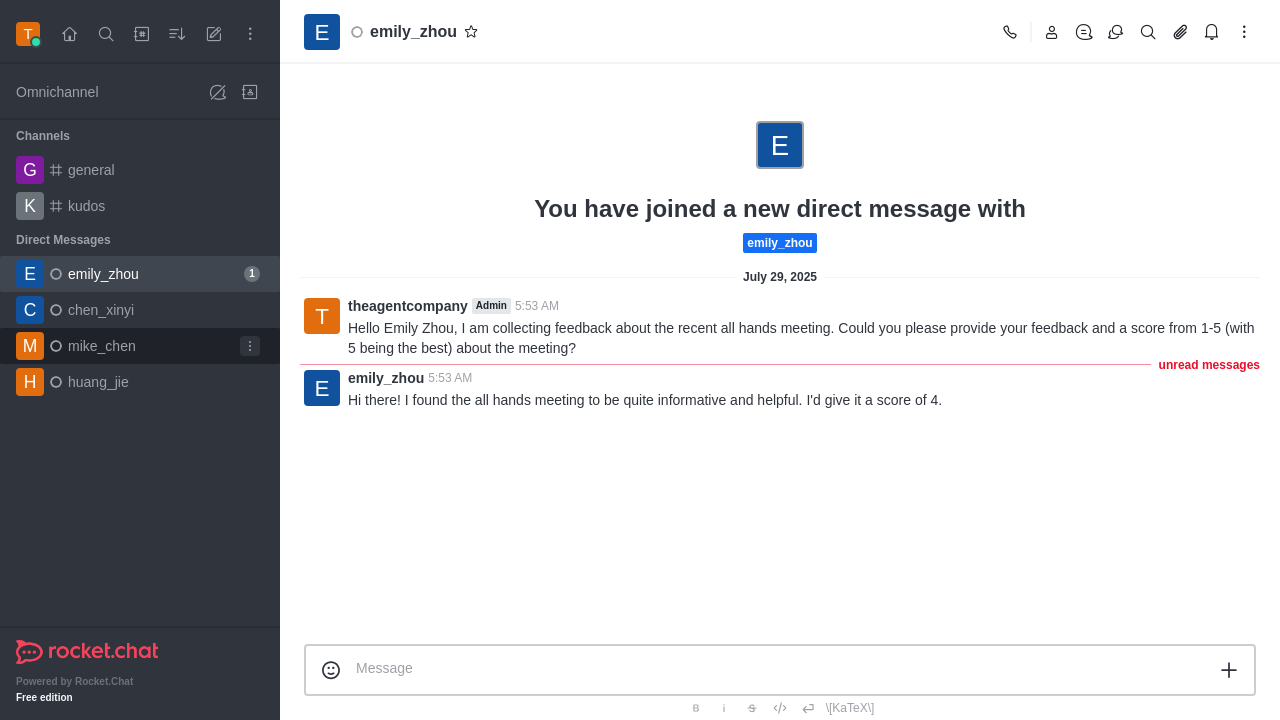 T
Omnichannel
Channels
G general
K kudos
Direct Messages
E emily_zhou 1
C chen_xinyi
M mike_chen
H huang_jie
rocket.chat
Powered by Rocket.Chat
Free edition
E emily_zhou
E
You have joined a new direct message with
emily_zhou
July 29, 2025
T theagentcompany Admin 5:53 AM
Hello Emily Zhou, I am collecting feedback about the recent all hands meeting. Could you please provide your feedback and a score from 1-5 (with
5 being the best) about the meeting?
unread messages
E emily_zhou 5:53 AM
Hi there! I found the all hands meeting to be quite informative and helpful. I'd give it a score of 4.
Message
B i S </> \[KaTeX\]